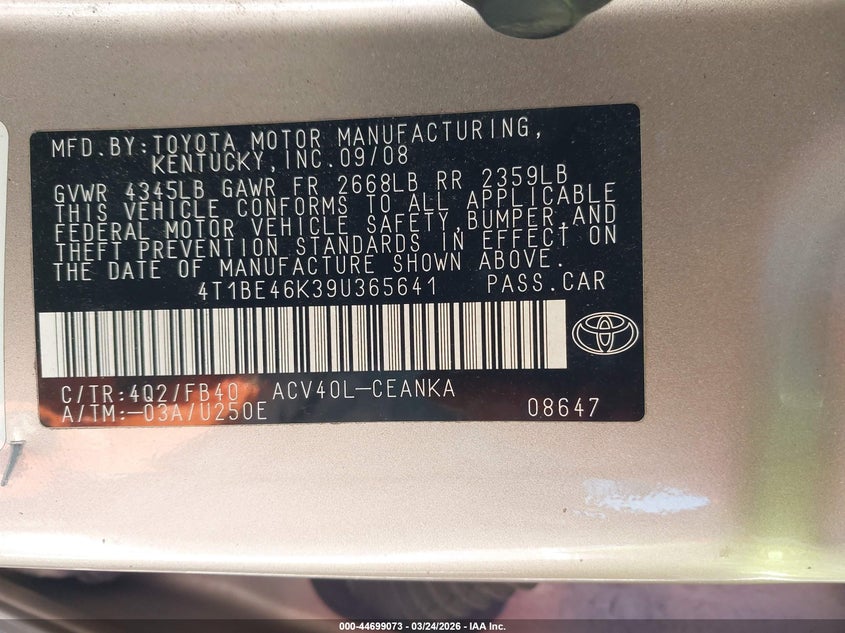 MFD.BY:TOYOTA MOTOR MANUFACTURING,
KENTUCKY,INC.09/08
GVWR 4345LB GAWR FR 2668LB RR 2359LB
THIS VEHICLE CONFORMS TO ALL APPLICABLE
FEDERAL MOTOR VEHICLE SAFETY,BUMPER,AND
THEFT PREVENTION STANDARDS IN EFFECT ON
THE DATE OF MANUFACTURE SHOWN ABOVE.
4T1BE46K39U365641 PASS.CAR
C/TR:4Q2/FB40 ACV40L-CEANKA
A/TM:-03A/U250E 08647
000-44699073 - 03/24/2026 - IAA Inc.